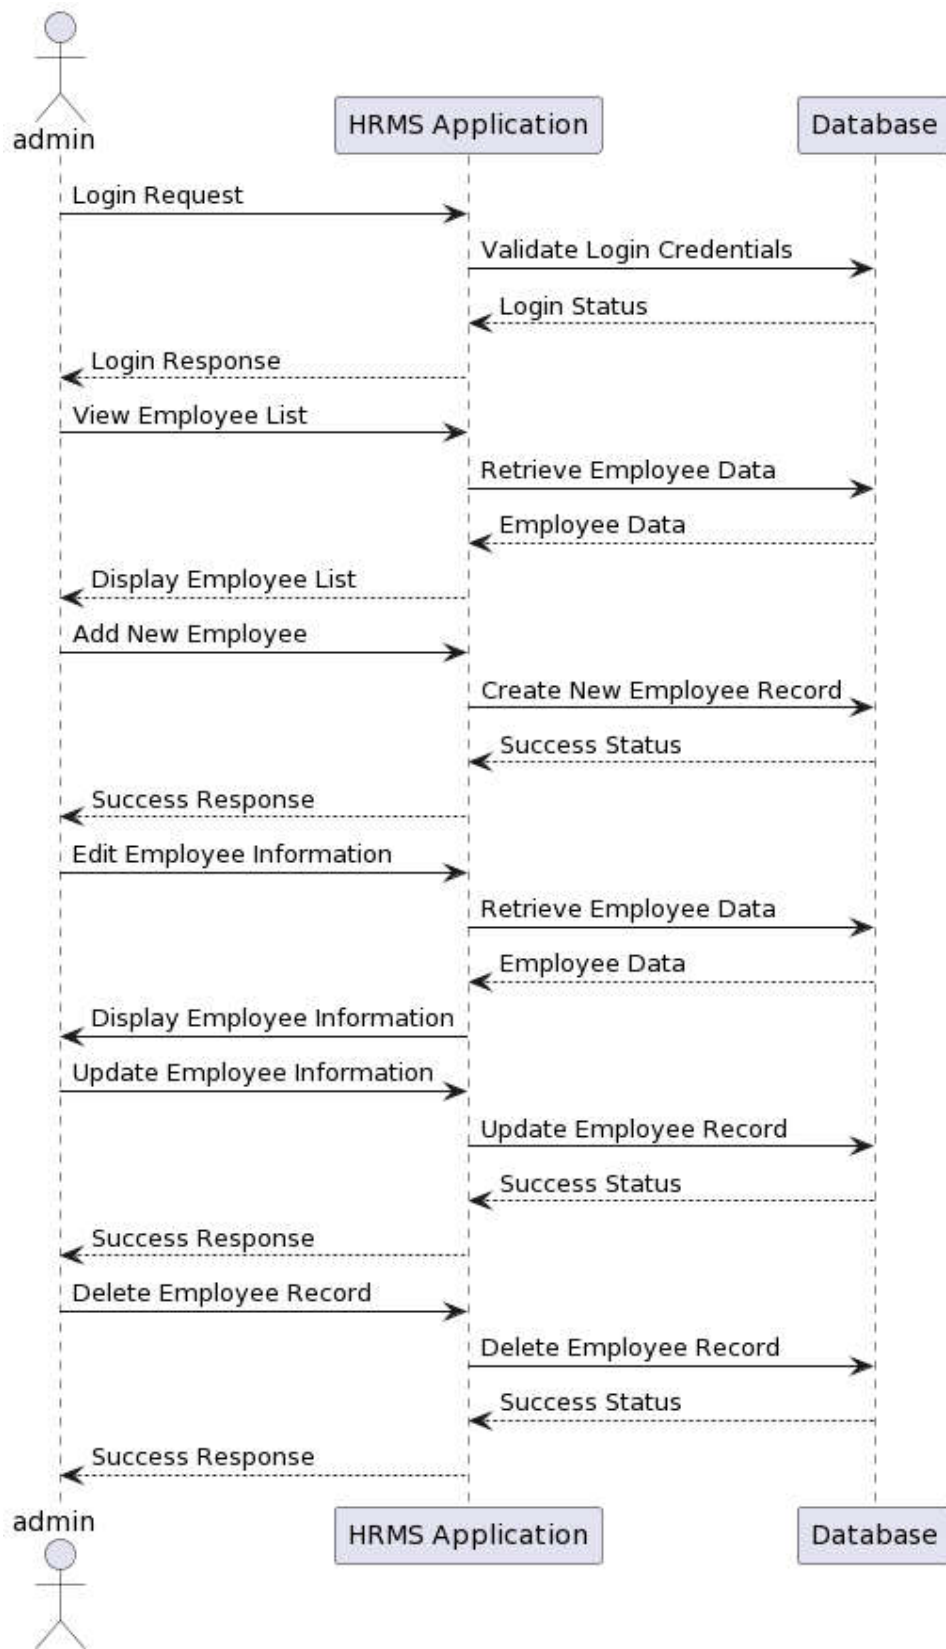 admin
HRMS Application
Database
Login Request
Validate Login Credentials
Login Status
Login Response
View Employee List
Retrieve Employee Data
Employee Data
Display Employee List
Add New Employee
Create New Employee Record
Success Status
Success Response
Edit Employee Information
Retrieve Employee Data
Employee Data
Display Employee Information
Update Employee Information
Update Employee Record
Success Status
Success Response
Delete Employee Record
Delete Employee Record
Success Status
Success Response
admin
HRMS Application
Database